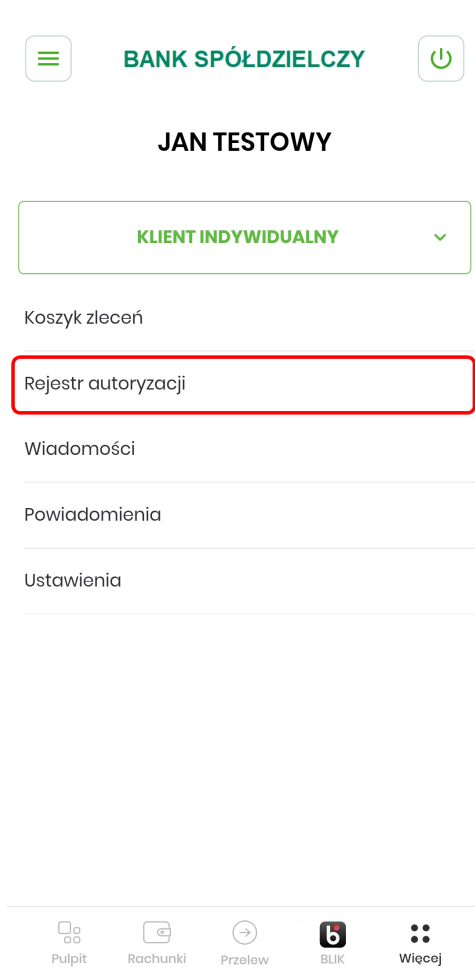 BANK SPÓŁDZIELCZY
JAN TESTOWY
KLIENT INDYWIDUALNY
Koszyk zleceń
Rejestr autoryzacji
Wiadomości
Powiadomienia
Ustawienia
Pulpit Rachunki Przelew BLIK Więcej